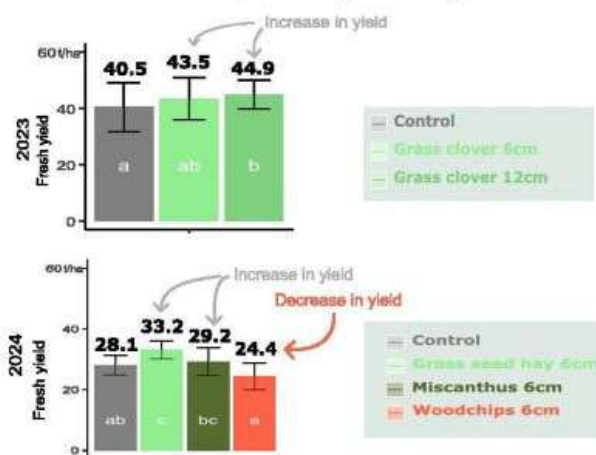 Increase in yield
60 t/ha
40.5
43.5
44.9
40
20
0
2023
Fresh yield
a
ab
b
Control
Grass clover 6cm
Grass clover 12cm
60 t/ha
Increase in yield
Decrease in yield
28.1
33.2
29.2
24.4
40
20
0
2024
Fresh yield
ab
c
bc
a
Control
Grass seed hay 6cm
Miscanthus 6cm
Woodchips 6cm